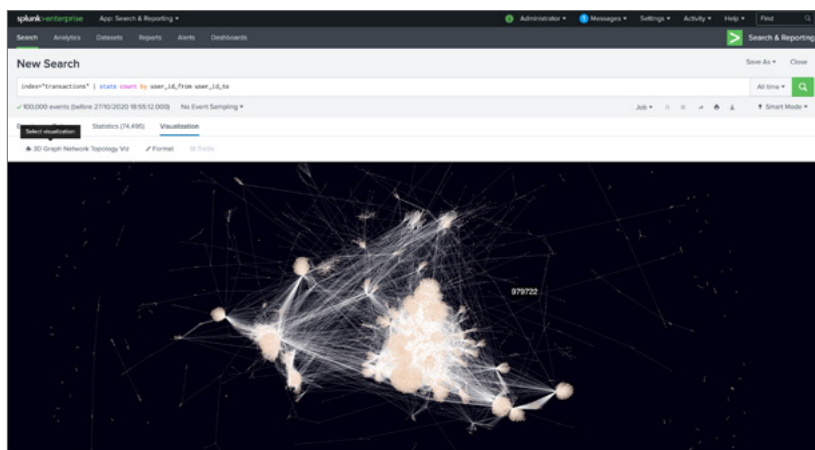 splunk>enterprise App: Search & Reporting Administrator Messages Settings Activity Help Find
Search Analytics Datasets Reports Alerts Dashboards Search & Reporting
New Search Save As Close
index="transactions" | stats count by user_id_from user_id_to All time
✓ 100,000 events (before 27/10/2020 18:55:12.000) No Event Sampling Job Smart Mode
Select visualization Statistics (74,495) Visualization
3D Graph Network Topology Viz Format Trellis
979722